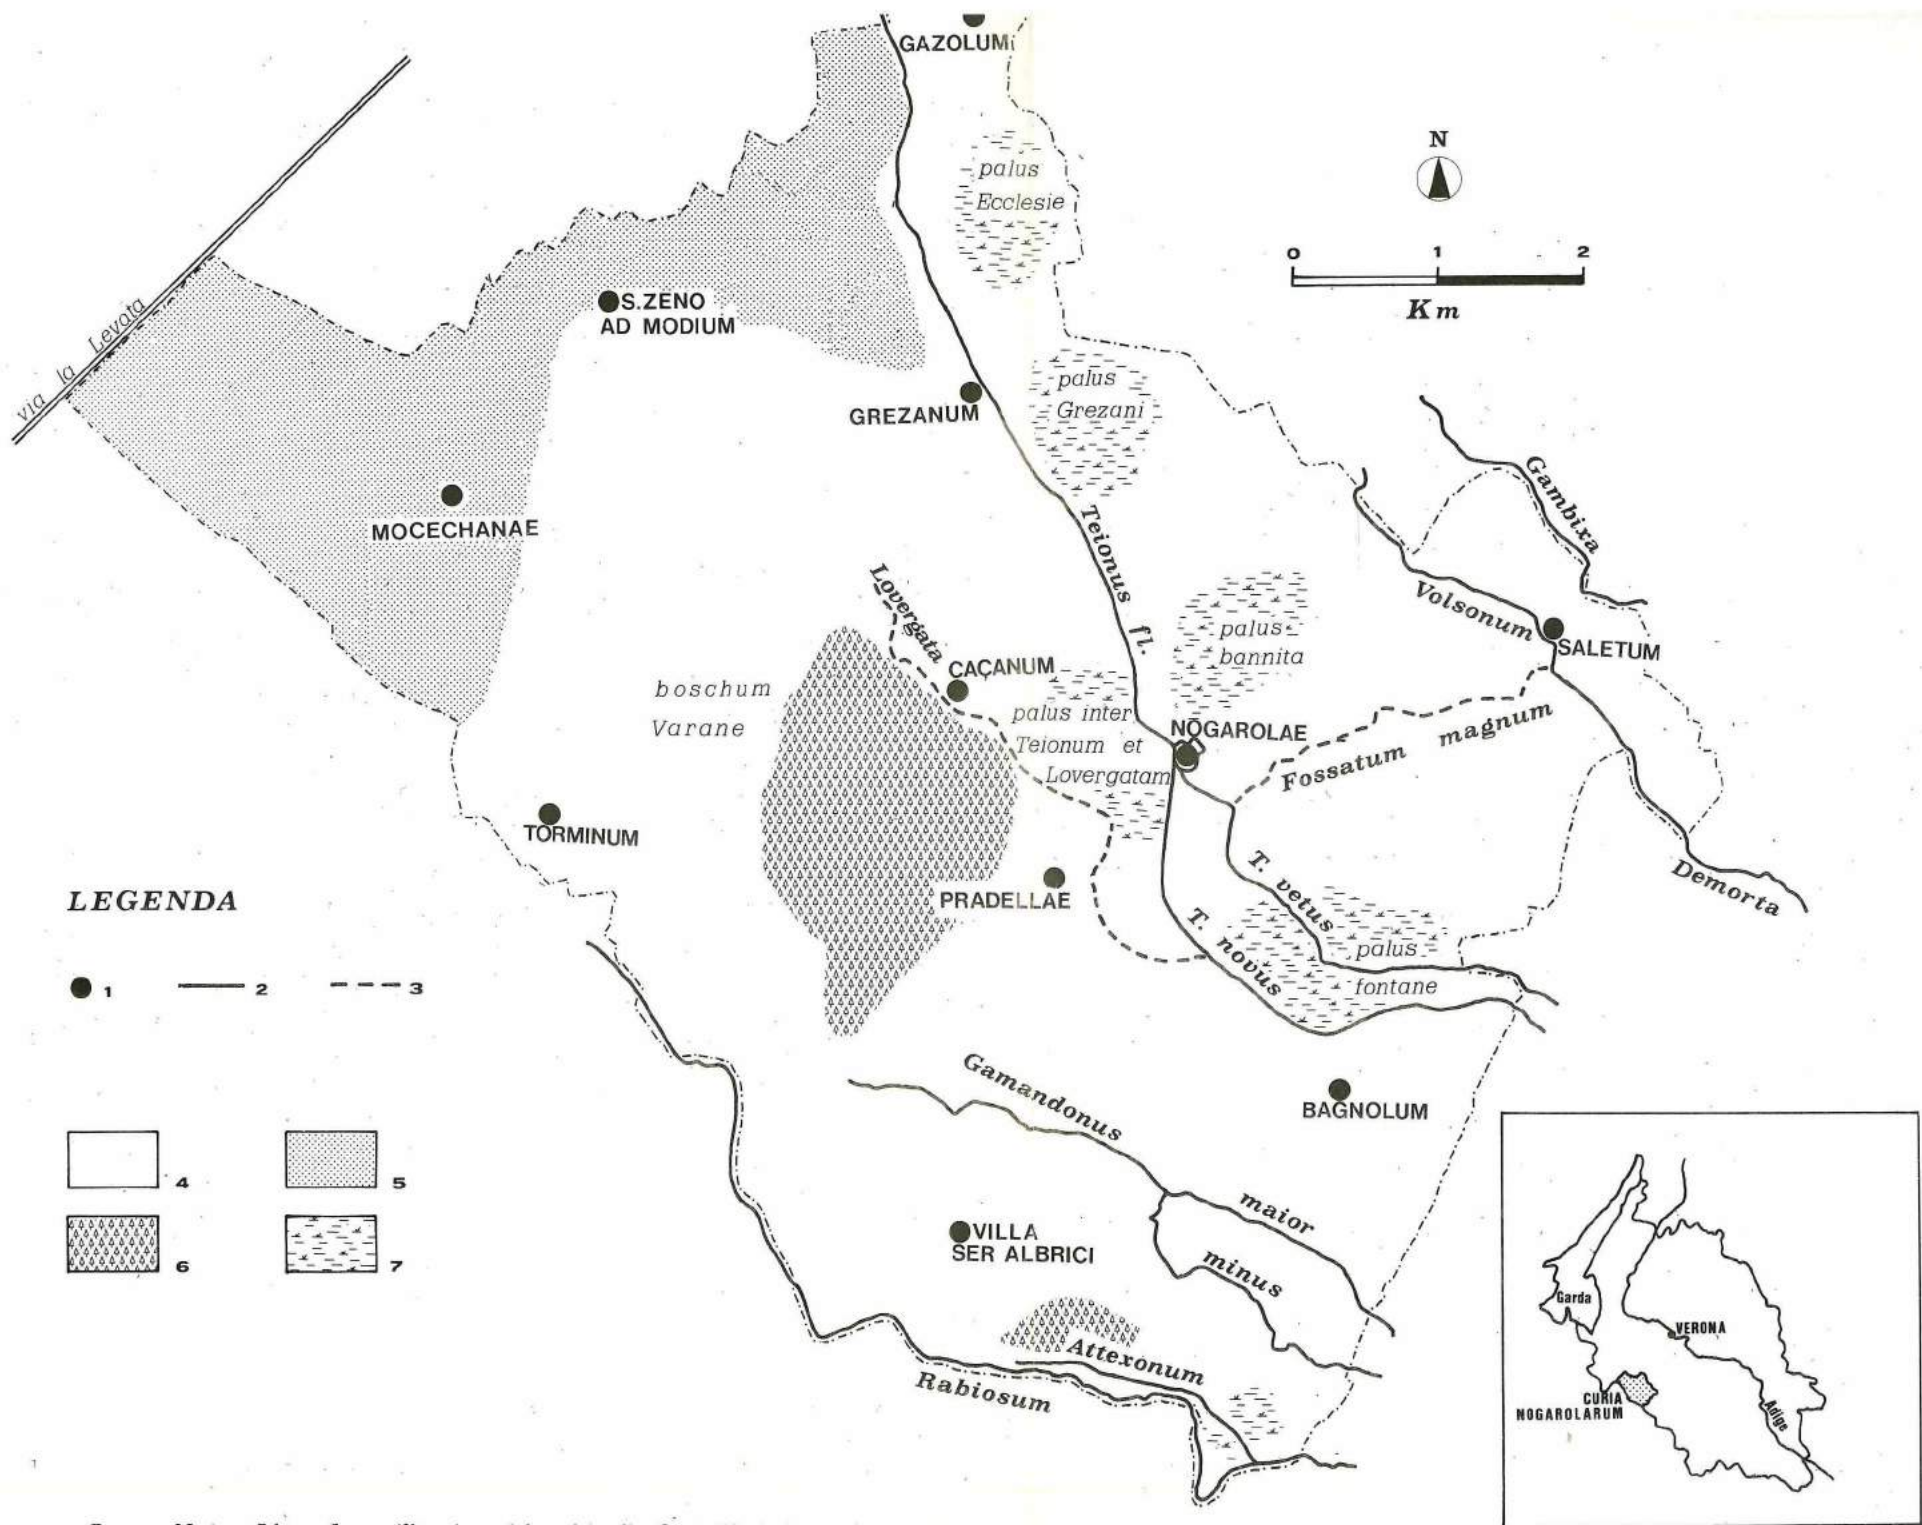 GAZOLUM
N
palus
Ecclesie
0 1 2
Km
via la Levata
S.ZENO
AD MODIUM
palus
Grezani
GREZANUM
Gambixa
MOCECHANAE
Teionus fl.
Lovergata
Volsonum
palus
bannita
SALETUM
CAÇANUM
boschum
Varane
palus inter
Teionum et
Lovergatam
NOGAROLAE
Fossatum magnum
TORMINUM
T. vetus
Demorta
PRADELLAE
LEGENDA
T. novus
palus
fontane
1 2 3
Gamandonus
BAGNOLUM
4 5
maior
VILLA
SER ALBRICI
minus
6 7
Garda
VERONA
Attexonum
Rabiosum
CURIA
NOGAROLARUM
Adige